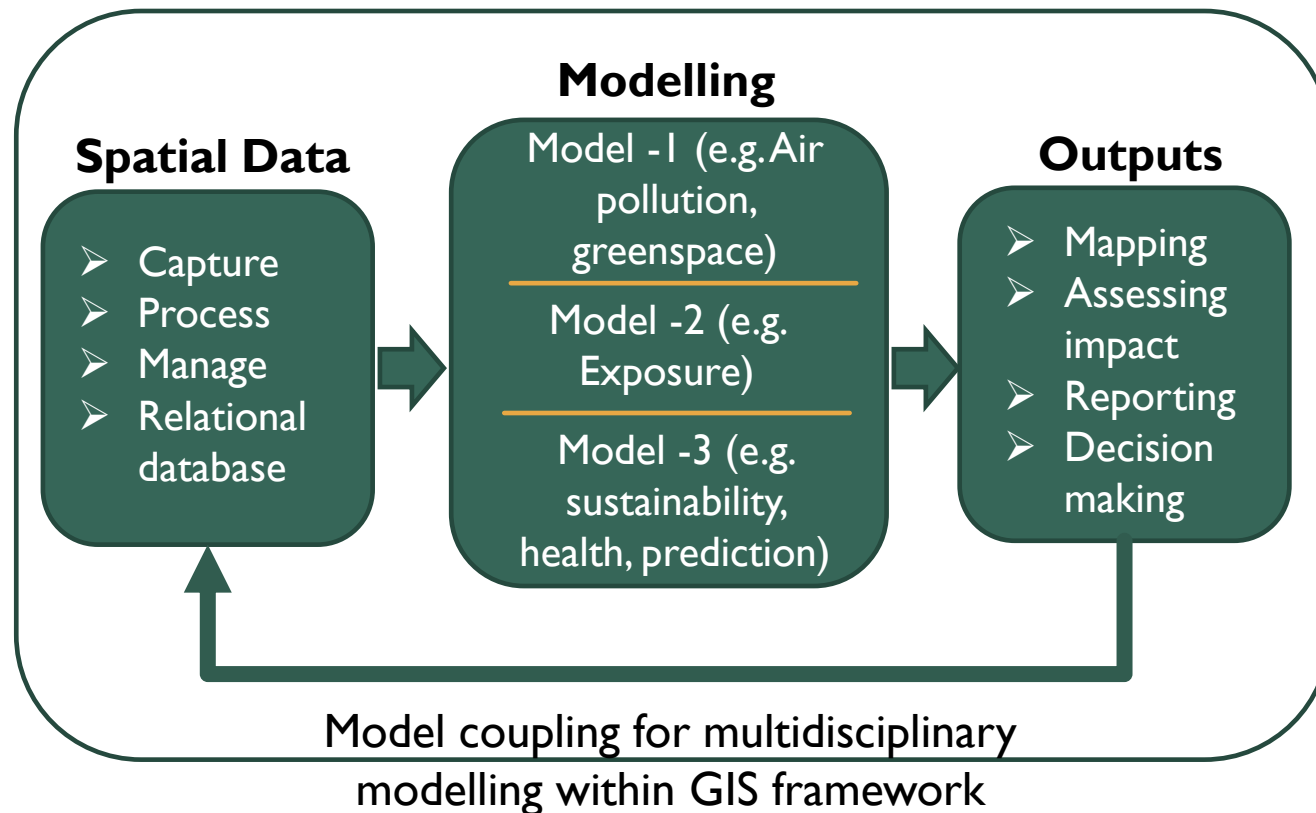 Spatial Data
➢ Capture
➢ Process
➢ Manage
➢ Relational
database
Modelling
Model -1 (e.g. Air
pollution,
greenspace)
Model -2 (e.g.
Exposure)
Model -3 (e.g.
sustainability,
health, prediction)
Outputs
➢ Mapping
➢ Assessing
impact
➢ Reporting
➢ Decision
making
Model coupling for multidisciplinary
modelling within GIS framework